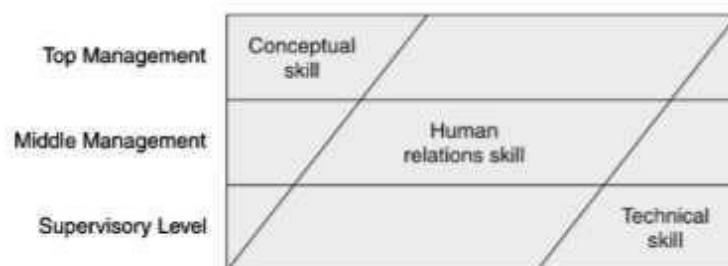 Top Management
Conceptual
skill
Middle Management
Human
relations skill
Supervisory Level
Technical
skill